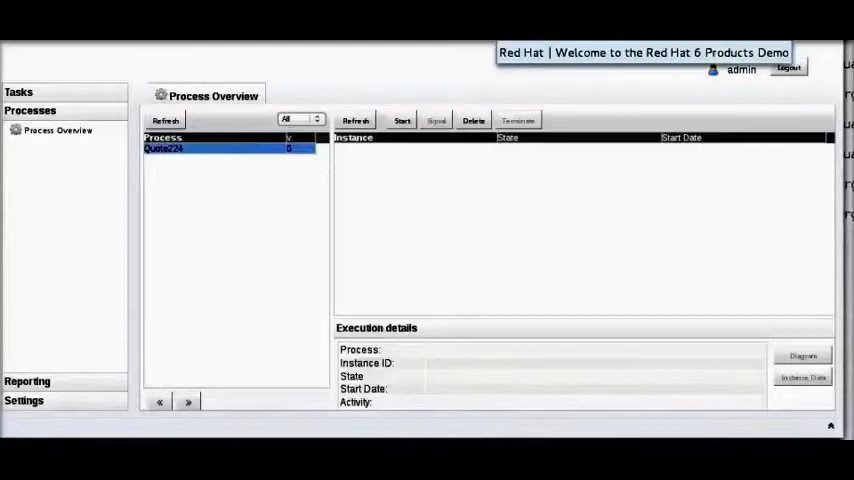 Red Hat | Welcome to the Red Hat 6 Products Demo
admin
Logout
Tasks
Processes
Process Overview
Reporting
Settings
Process Overview
Refresh
All
Process v
Quote224 0
« »
Refresh Start Signal Delete Terminate
Instance State Start Date
Execution details
Process:
Instance ID:
State
Start Date:
Activity:
Diagram
Instance Data